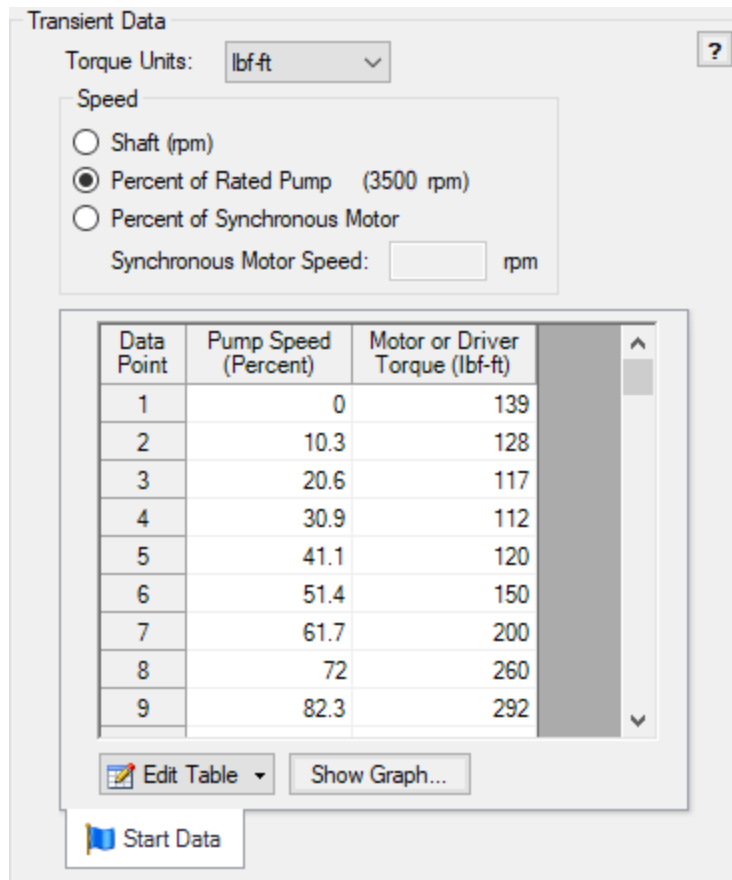 Transient Data
Torque Units: lbf-ft
?
Speed
Shaft (rpm)
Percent of Rated Pump (3500 rpm)
Percent of Synchronous Motor
Synchronous Motor Speed: rpm
Data Point Pump Speed (Percent) Motor or Driver Torque (lbf-ft)
1 0 139
2 10.3 128
3 20.6 117
4 30.9 112
5 41.1 120
6 51.4 150
7 61.7 200
8 72 260
9 82.3 292
Edit Table Show Graph...
Start Data